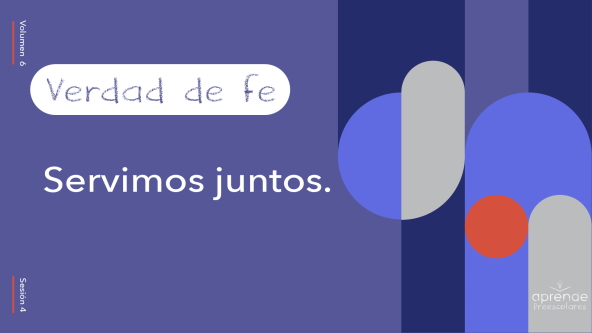 Volumen 6
Verdad de fe
Servimos juntos.
Sesión 4
aprende
Preescolares